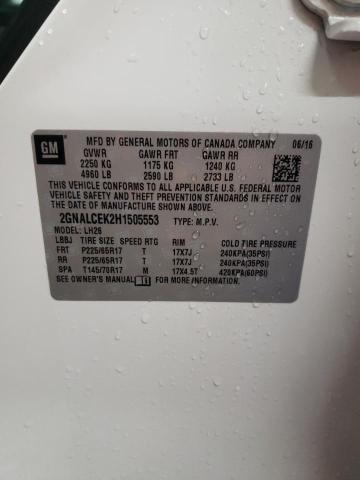 GM
MFD BY GENERAL MOTORS OF CANADA COMPANY 06/16
GVWR GAWR FRT GAWR RR
2250 KG 1175 KG 1240 KG
4960 LB 2590 LB 2733 LB
THIS VEHICLE CONFORMS TO ALL APPLICABLE U.S. FEDERAL MOTOR
VEHICLE SAFETY AND THEFT PREVENTION STANDARDS IN EFFECT ON
THE DATE OF MANUFACTURE SHOWN ABOVE.
2GNALCEK2H1505553 TYPE: M.P.V.
MODEL: LH26
LBBJ TIRE SIZE SPEED RTG RIM COLD TIRE PRESSURE
FRT P225/65R17 T 17X7J 240KPA(35PSI)
RR P225/65R17 T 17X7J 240KPA(35PSI)
SPA T145/70R17 M 17X4.5T 420KPA(60PSI)
SEE OWNER'S MANUAL